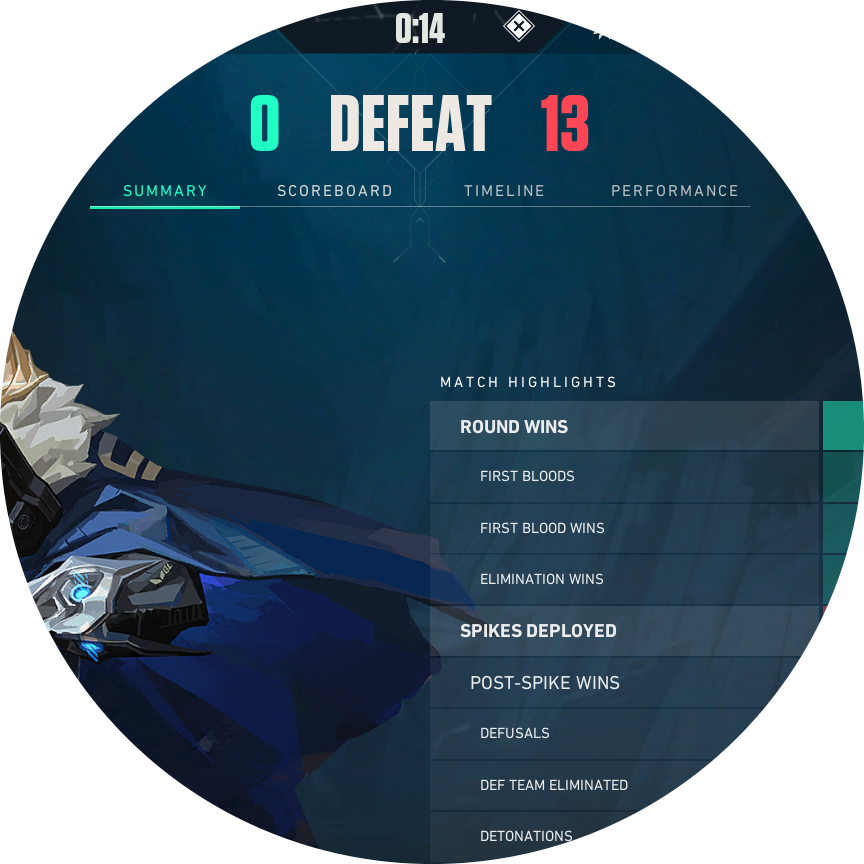 0:14
0 DEFEAT 13
SUMMARY SCOREBOARD TIMELINE PERFORMANCE
MATCH HIGHLIGHTS
ROUND WINS
FIRST BLOODS
FIRST BLOOD WINS
ELIMINATION WINS
SPIKES DEPLOYED
POST-SPIKE WINS
DEFUSALS
DEF TEAM ELIMINATED
DETONATIONS